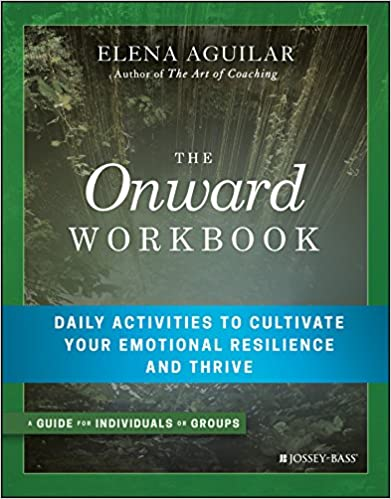 ELENA AGUILAR
Author of The Art of Coaching
THE
Onward
WORKBOOK
DAILY ACTIVITIES TO CULTIVATE
YOUR EMOTIONAL RESILIENCE
AND THRIVE
A GUIDE FOR INDIVIDUALS OR GROUPS
JB JOSSEY-BASS®